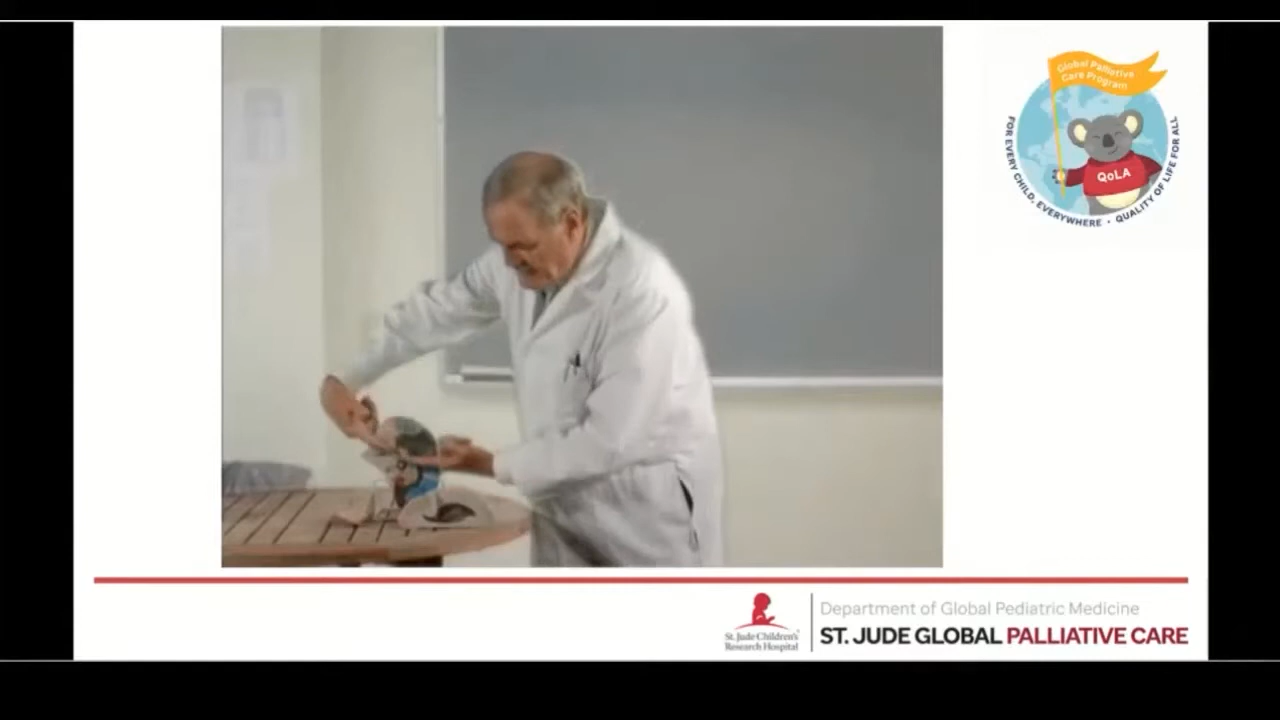 Global Palliative
Care Program
QoLA
FOR EVERY CHILD, EVERYWHERE • QUALITY OF LIFE FOR ALL
St. Jude Children's
Research Hospital
Department of Global Pediatric Medicine
ST. JUDE GLOBAL PALLIATIVE CARE